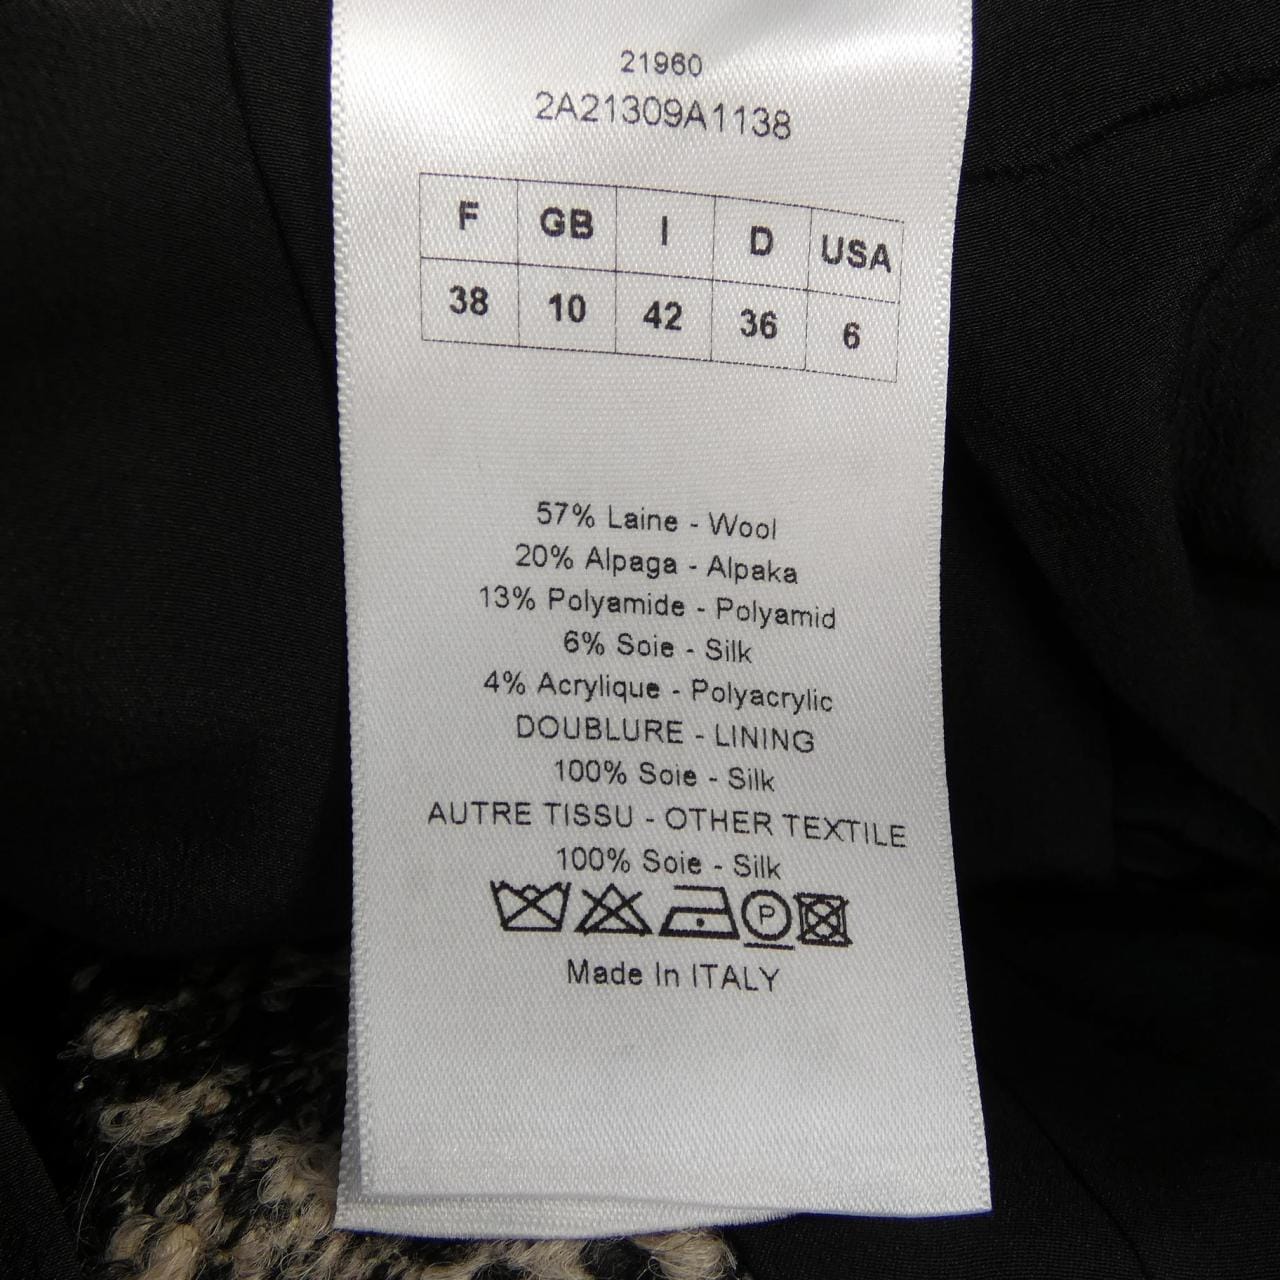 21960
2A21309A1138
F GB I D USA
38 10 42 36 6
57% Laine - Wool
20% Alpaga - Alpaka
13% Polyamide - Polyamid
6% Soie - Silk
4% Acrylique - Polyacrylic
DOUBLURE - LINING
100% Soie - Silk
AUTRE TISSU - OTHER TEXTILE
100% Soie - Silk
P
Made In ITALY